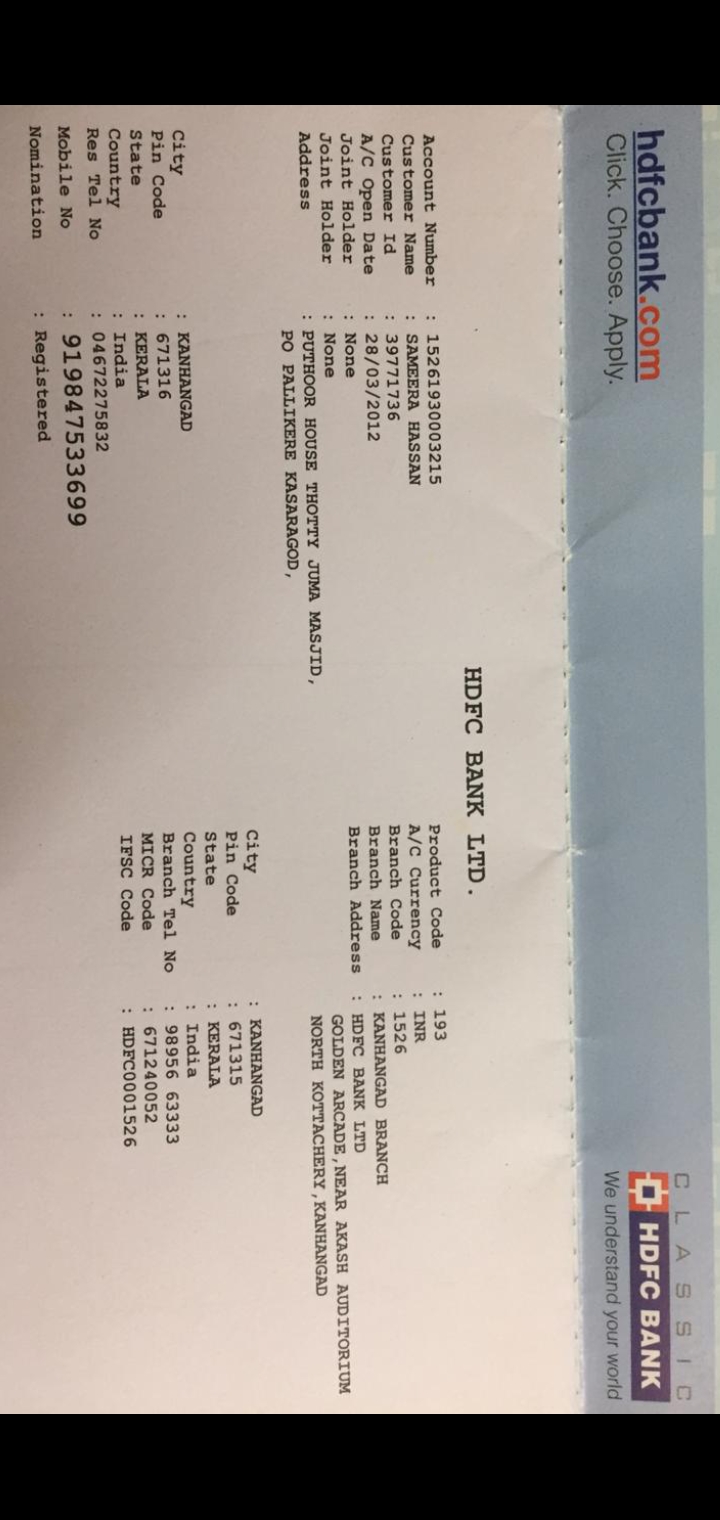 hdfcbank.com
Click. Choose. Apply.
CLASSIC
HDFC BANK
We understand your world
HDFC BANK LTD.
Account Number : 15261930003215
Customer Name : SAMEERA HASSAN
Customer Id : 39771736
A/C Open Date : 28/03/2012
Joint Holder : None
Joint Holder : None
Address : PUTHOOR HOUSE THOTTY JUMA MASJID,
PO PALLIKERE KASARAGOD,
City : KANHANGAD
Pin Code : 671316
State : KERALA
Country : India
Res Tel No : 04672275832
Mobile No : 919847533699
Nomination : Registered
Product Code : 193
A/C Currency : INR
Branch Code : 1526
Branch Name : KANHANGAD BRANCH
Branch Address : HDFC BANK LTD
GOLDEN ARCADE,NEAR AKASH AUDITORIUM
NORTH KOTTACHERY,KANHANGAD
City : KANHANGAD
Pin Code : 671315
State : KERALA
Country : India
Branch Tel No : 98956 63333
MICR Code : 671240052
IFSC Code : HDFC0001526